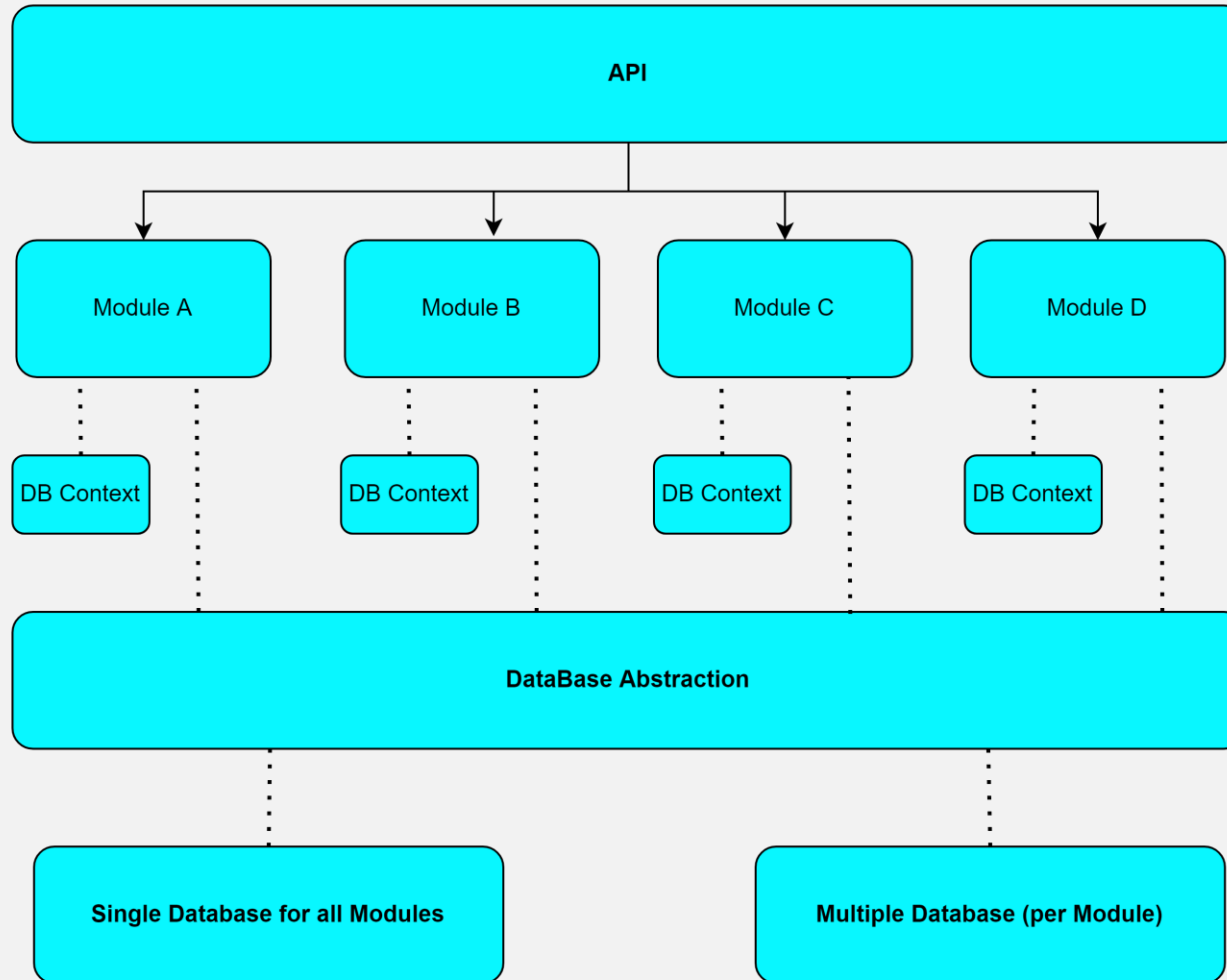 API
Module A
Module B
Module C
Module D
DB Context
DB Context
DB Context
DB Context
DataBase Abstraction
Single Database for all Modules
Multiple Database (per Module)